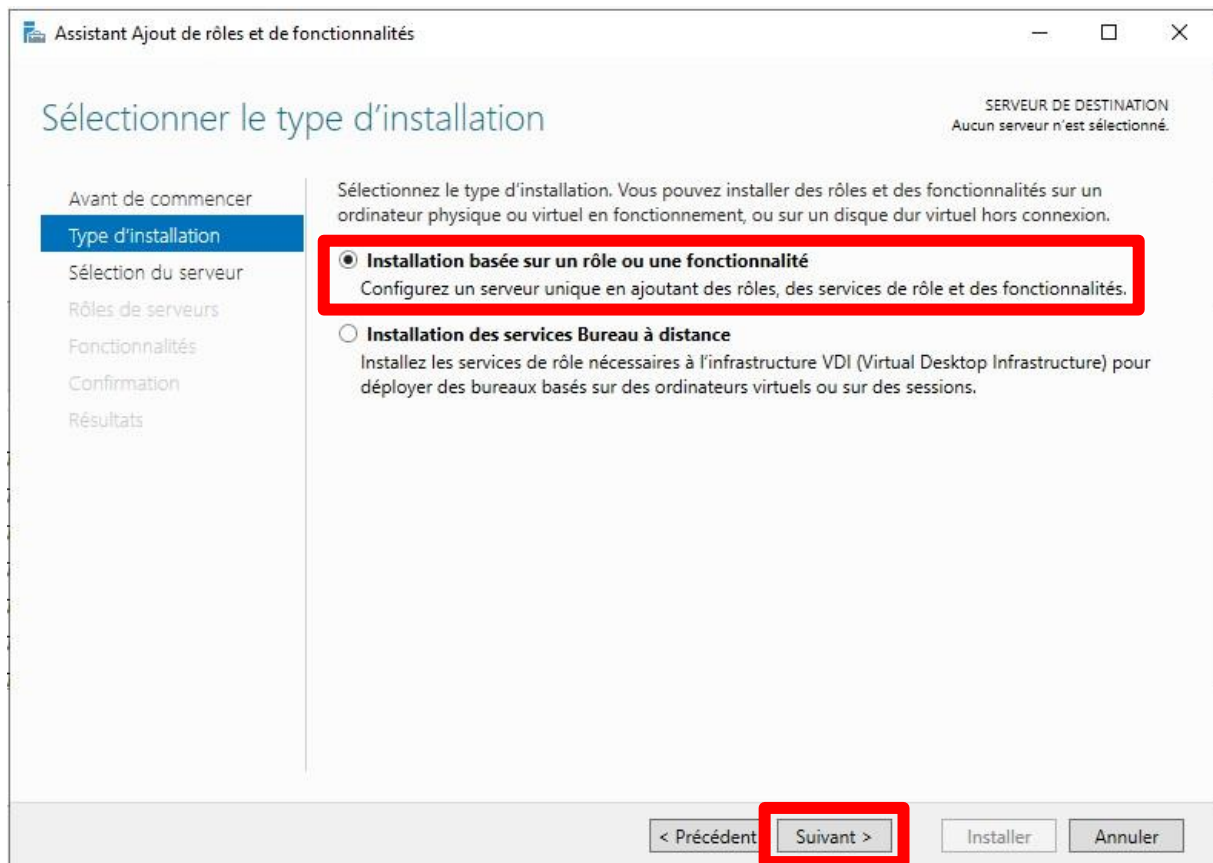 Assistant Ajout de rôles et de fonctionnalités
Sélectionner le type d’installation
SERVEUR DE DESTINATION
Aucun serveur n'est sélectionné.
Avant de commencer
Type d'installation
Sélection du serveur
Rôles de serveurs
Fonctionnalités
Confirmation
Résultats
Sélectionnez le type d’installation. Vous pouvez installer des rôles et des fonctionnalités sur un
ordinateur physique ou virtuel en fonctionnement, ou sur un disque dur virtuel hors connexion.
Installation basée sur un rôle ou une fonctionnalité
Configurez un serveur unique en ajoutant des rôles, des services de rôle et des fonctionnalités.
Installation des services Bureau à distance
Installez les services de rôle nécessaires à l’infrastructure VDI (Virtual Desktop Infrastructure) pour
déployer des bureaux basés sur des ordinateurs virtuels ou sur des sessions.
< Précédent
Suivant >
Installer
Annuler